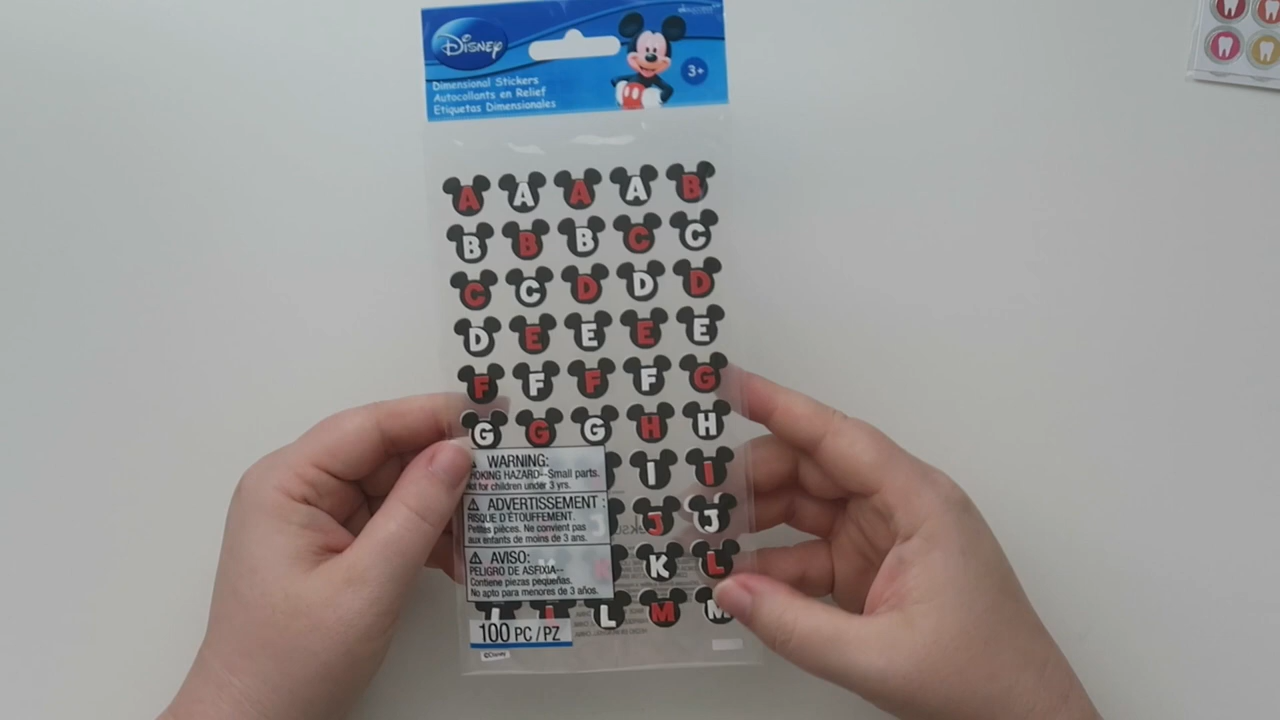 Disney
Dimensional Stickers
Autocollants en Relief
Etiquetas Dimensionales
3+
A A A A B
B B B C C
C C D D D
D E E E E
F F F F G
G G G H H
I I
J J
K L
L M M
WARNING:
CHOKING HAZARD--Small parts.
Not for children under 3 yrs.
ADVERTISSEMENT :
RISQUE D'ÉTOUFFEMENT.
Petites pièces. Ne convient pas
aux enfants de moins de 3 ans.
AVISO:
PELIGRO DE ASFIXIA--
Contiene piezas pequeñas.
No apto para menores de 3 años.
100 PC / PZ
©Disney